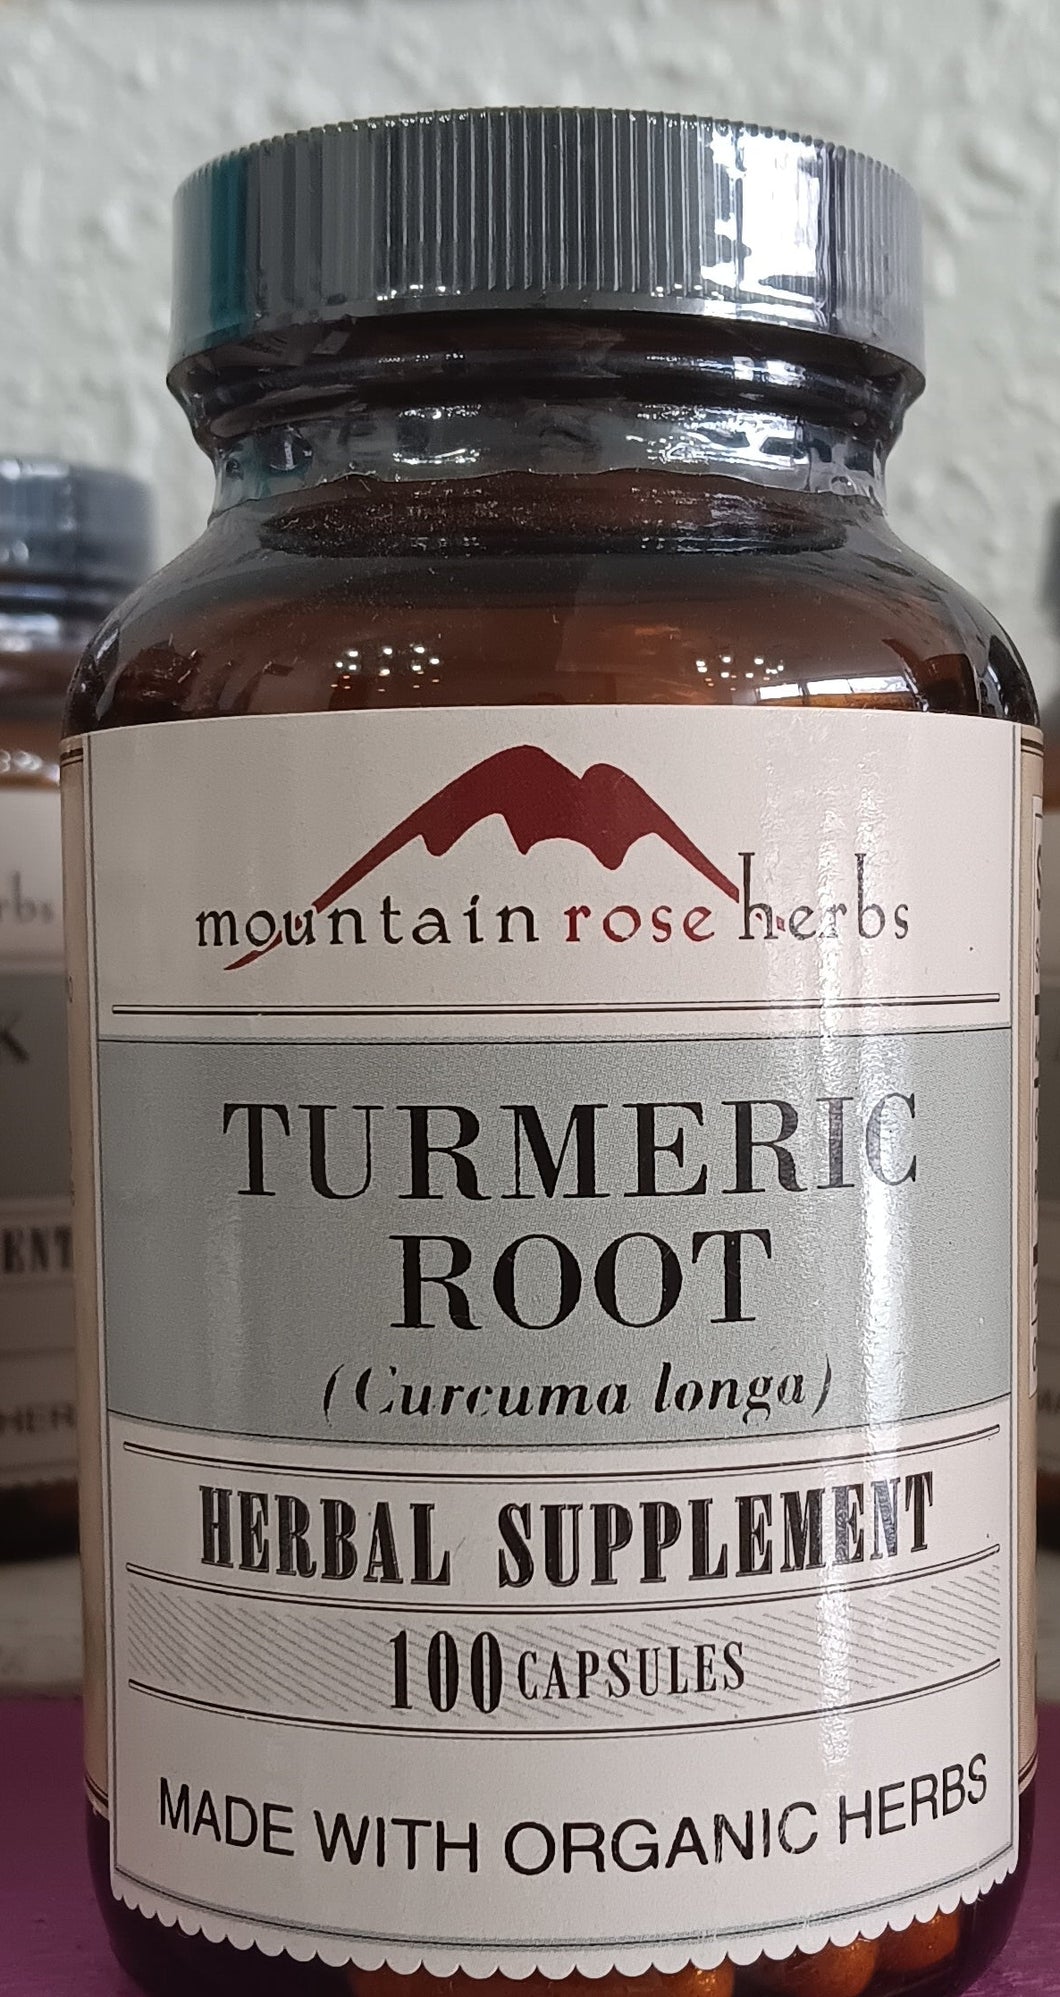 mountain rose herbs
TURMERIC
ROOT
(Curcuma longa)
HERBAL SUPPLEMENT
100 CAPSULES
MADE WITH ORGANIC HERBS